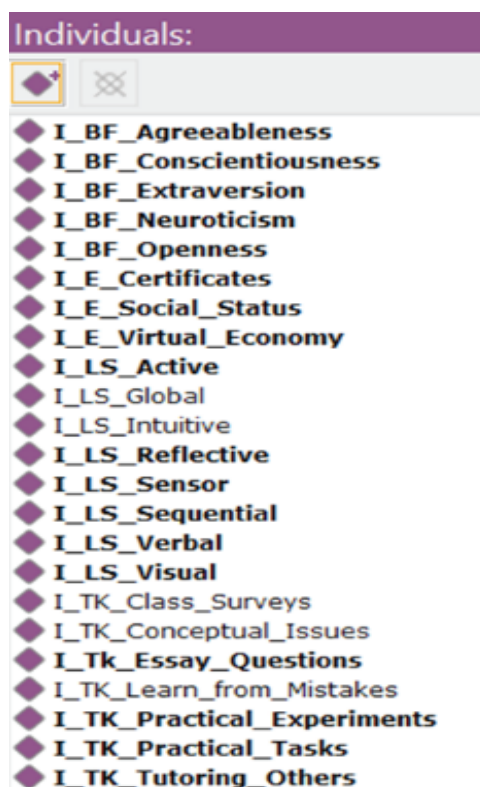 Individuals:
I_BF_Agreeableness
I_BF_Conscientiousness
I_BF_Extraversion
I_BF_Neuroticism
I_BF_Openness
I_E_Certificates
I_E_Social_Status
I_E_Virtual_Economy
I_LS_Active
I_LS_Global
I_LS_Intuitive
I_LS_Reflective
I_LS_Sensor
I_LS_Sequential
I_LS_Verbal
I_LS_Visual
I_TK_Class_Surveys
I_TK_Conceptual_Issues
I_Tk_Essay_Questions
I_TK_Learn_from_Mistakes
I_TK_Practical_Experiments
I_TK_Practical_Tasks
I_TK_Tutoring_Others